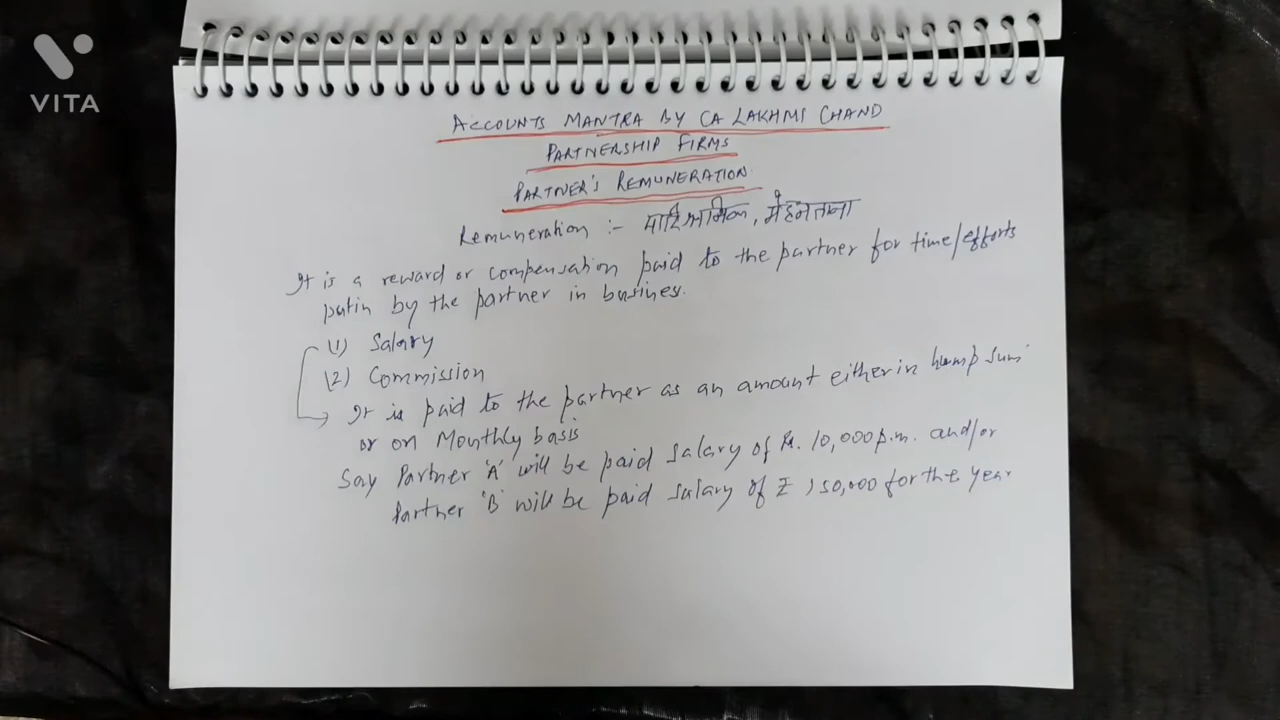 VITA
ACCOUNTS MANTRA BY CA LAKHMI CHAND
PARTNERSHIP FIRMS
PARTNER'S REMUNERATION
Remuneration :- पारिश्रमिक, मेहनताना
It is a reward or compensation paid to the partner for time/efforts
putin by the partner in busines.
(1) Salary
(2) Commission
It is paid to the partner as an amount either in lump sum
or on Monthly basis
Say Partner 'A' will be paid salary of Rs. 10,000 p.m. and/or
Partner 'B' will be paid salary of ₹ 150,000 for the year